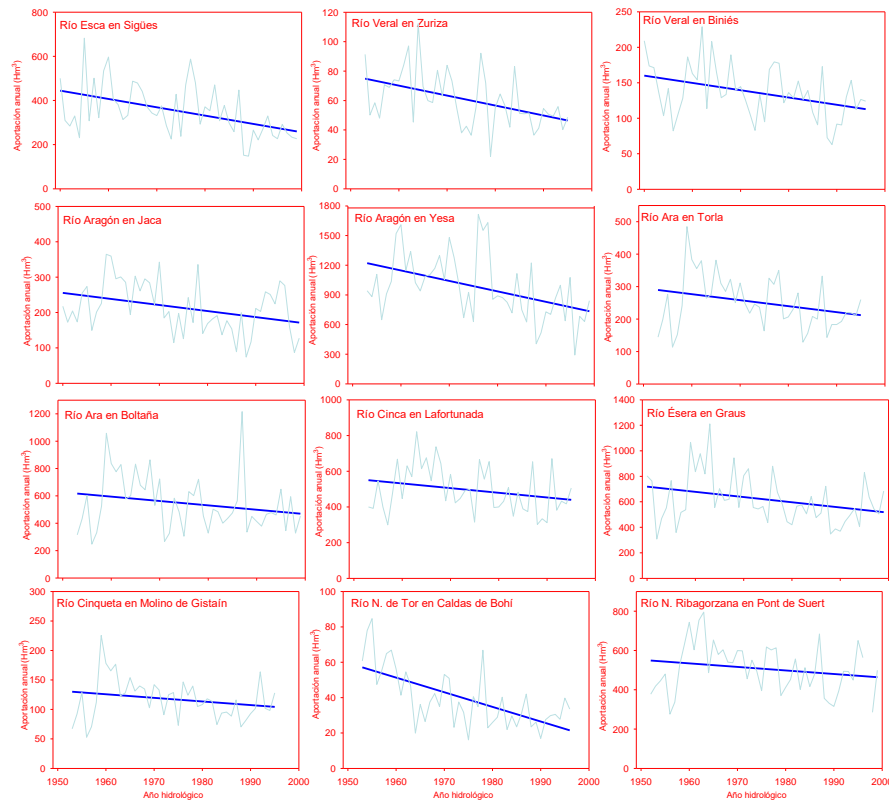 Río Esca en Sigües
Aportación anual (Hm³)
800
600
400
200
0
Río Veral en Zuriza
Aportación anual (Hm³)
120
100
80
60
40
20
0
Río Veral en Biniés
Aportación anual (Hm³)
250
200
150
100
50
0
Río Aragón en Jaca
Aportación anual (Hm³)
500
400
300
200
100
0
Río Aragón en Yesa
Aportación anual (Hm³)
1800
1500
1200
900
600
300
0
Río Ara en Torla
Aportación anual (Hm³)
500
400
300
200
100
0
Río Ara en Boltaña
Aportación anual (Hm³)
1200
1000
800
600
400
200
0
Río Cinca en Lafortunada
Aportación anual (Hm³)
1000
800
600
400
200
0
Río Ésera en Graus
Aportación anual (Hm³)
1400
1200
1000
800
600
400
200
0
Río Cinqueta en Molino de Gistaín
Aportación anual (Hm³)
300
250
200
150
100
50
0
1950 1960 1970 1980 1990 2000
Año hidrológico
Río N. de Tor en Caldas de Bohí
Aportación anual (Hm³)
100
80
60
40
20
0
1950 1960 1970 1980 1990 2000
Año hidrológico
Río N. Ribagorzana en Pont de Suert
Aportación anual (Hm³)
800
600
400
200
0
1950 1960 1970 1980 1990 2000
Año hidrológico